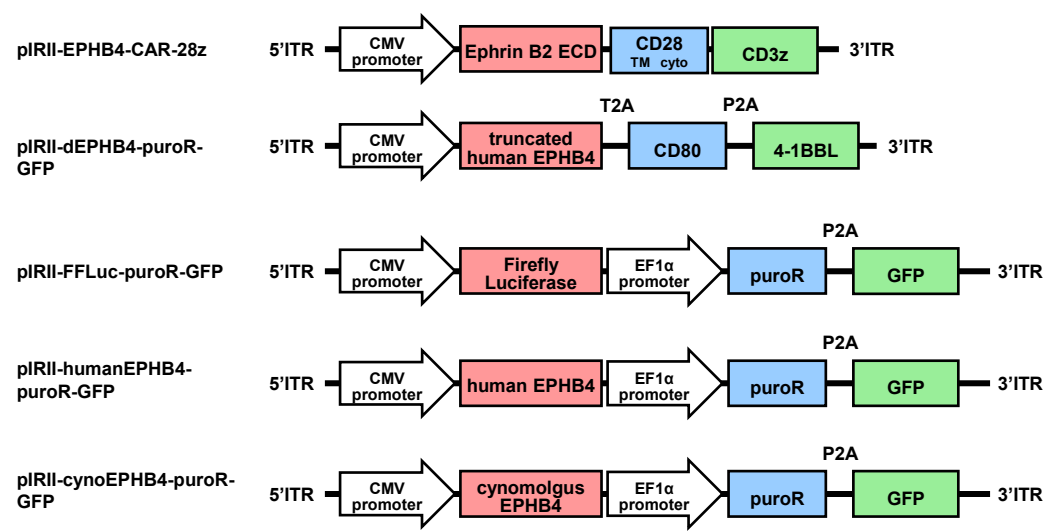 pIRII-EPHB4-CAR-28z 5’ITR CMV promoter Ephrin B2 ECD CD28 TM cyto CD3z 3’ITR
T2A P2A
pIRII-dEPHB4-puroR-GFP 5’ITR CMV promoter truncated human EPHB4 CD80 4-1BBL 3’ITR
P2A
pIRII-FFLuc-puroR-GFP 5’ITR CMV promoter Firefly Luciferase EF1α promoter puroR GFP 3’ITR
P2A
pIRII-humanEPHB4-puroR-GFP 5’ITR CMV promoter human EPHB4 EF1α promoter puroR GFP 3’ITR
P2A
pIRII-cynoEPHB4-puroR-GFP 5’ITR CMV promoter cynomolgus EPHB4 EF1α promoter puroR GFP 3’ITR